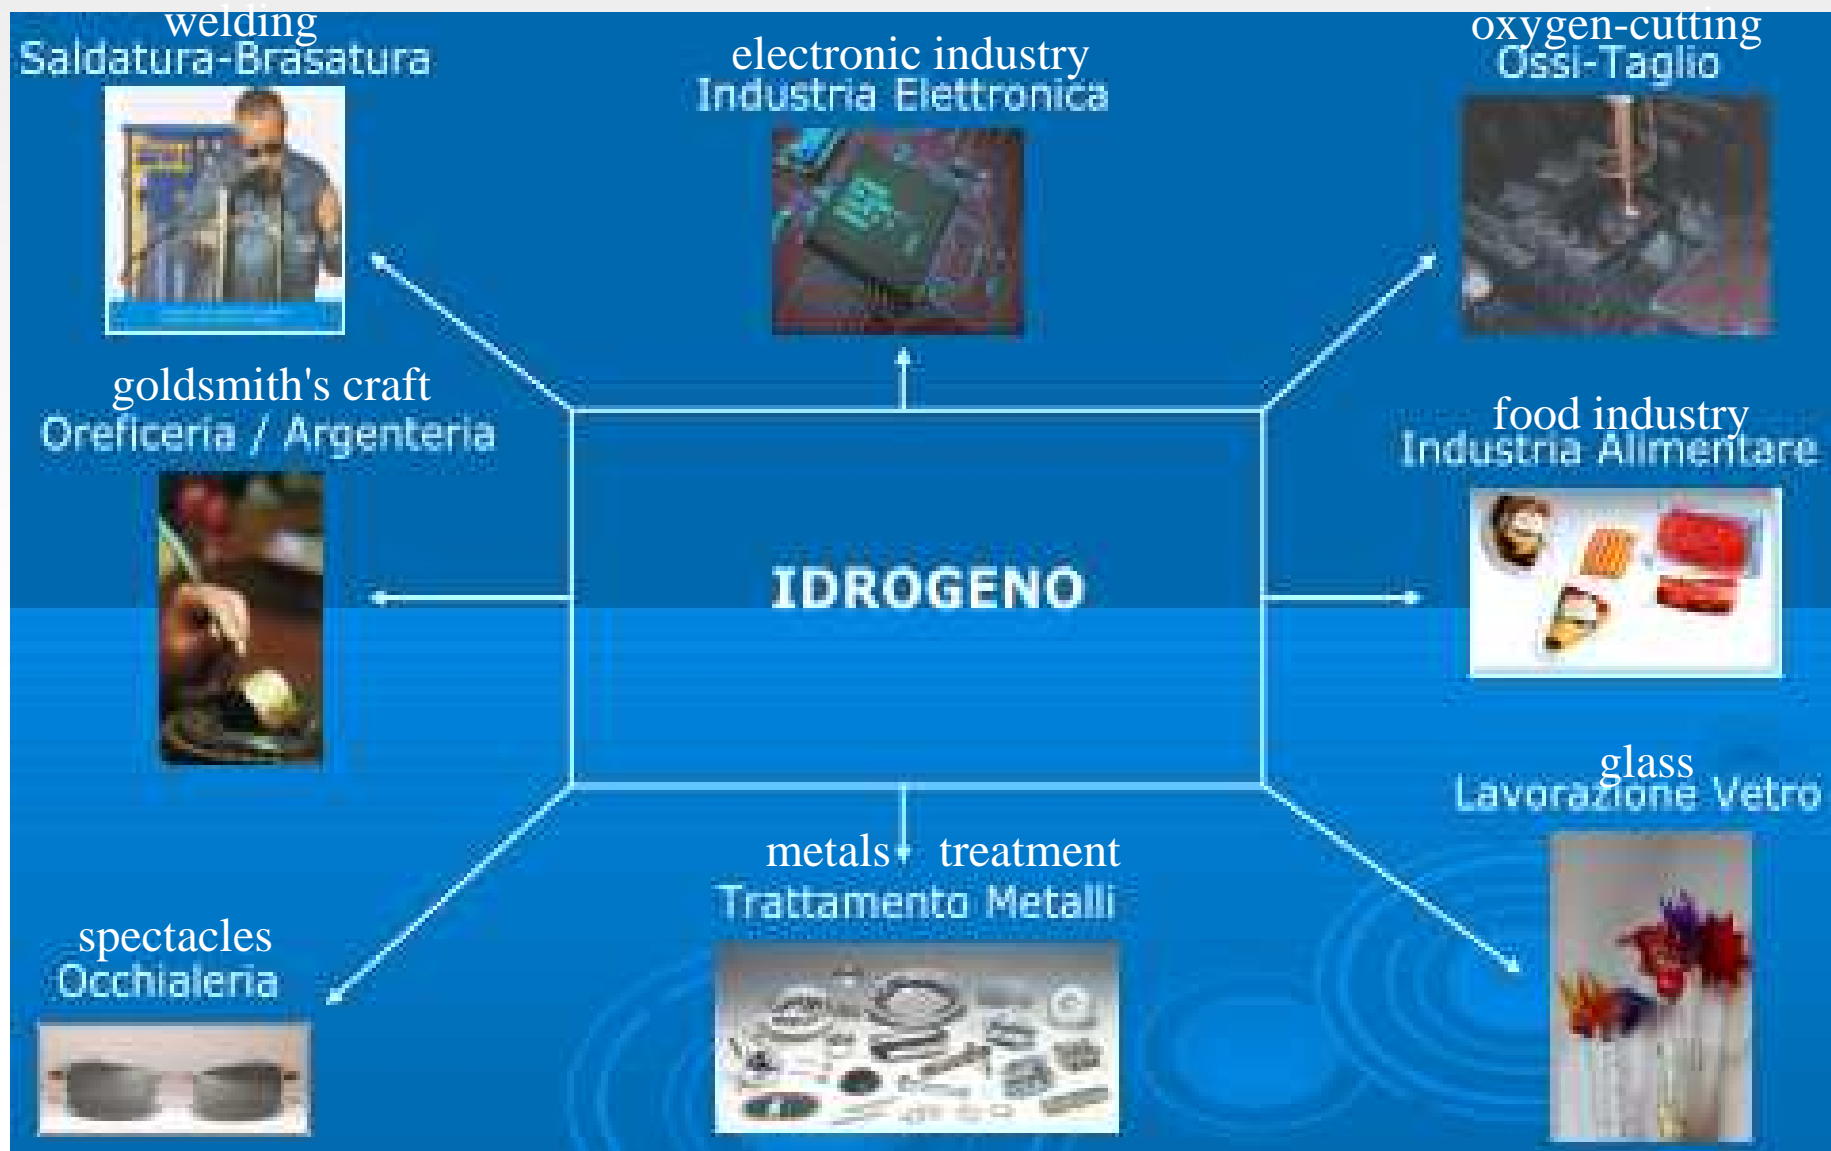 welding
Saldatura-Brasatura
electronic industry
Industria Elettronica
oxygen-cutting
Ossi-Taglio
goldsmith's craft
Oreficeria / Argenteria
food industry
Industria Alimentare
IDROGENO
glass
Lavorazione Vetro
metals treatment
Trattamento Metalli
spectacles
Occhialeria